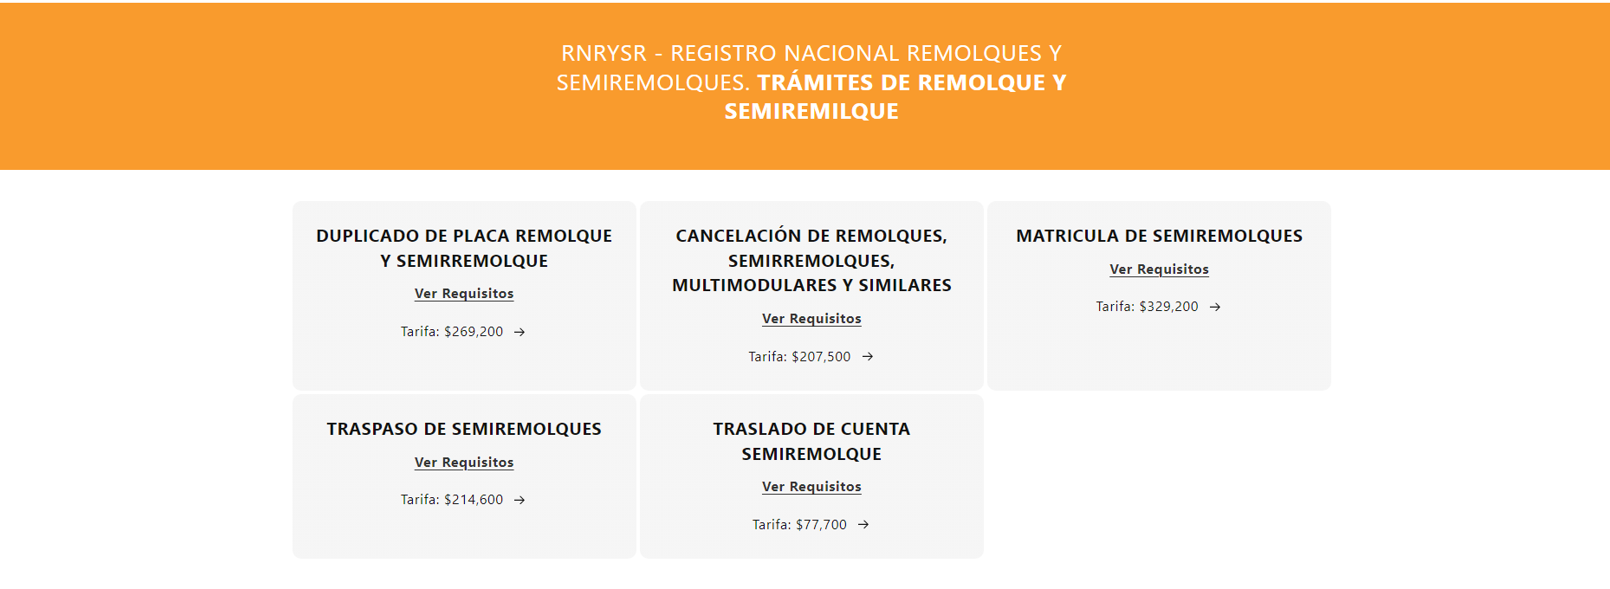 RNRYSR - REGISTRO NACIONAL REMOLQUES Y
SEMIREMOLQUES. TRÁMITES DE REMOLQUE Y
SEMIREMILQUE
DUPLICADO DE PLACA REMOLQUE
Y SEMIRREMOLQUE
Ver Requisitos
Tarifa: $269,200 →
CANCELACIÓN DE REMOLQUES,
SEMIRREMOLQUES,
MULTIMODULARES Y SIMILARES
Ver Requisitos
Tarifa: $207,500 →
MATRICULA DE SEMIREMOLQUES
Ver Requisitos
Tarifa: $329,200 →
TRASPASO DE SEMIREMOLQUES
Ver Requisitos
Tarifa: $214,600 →
TRASLADO DE CUENTA
SEMIREMOLQUE
Ver Requisitos
Tarifa: $77,700 →